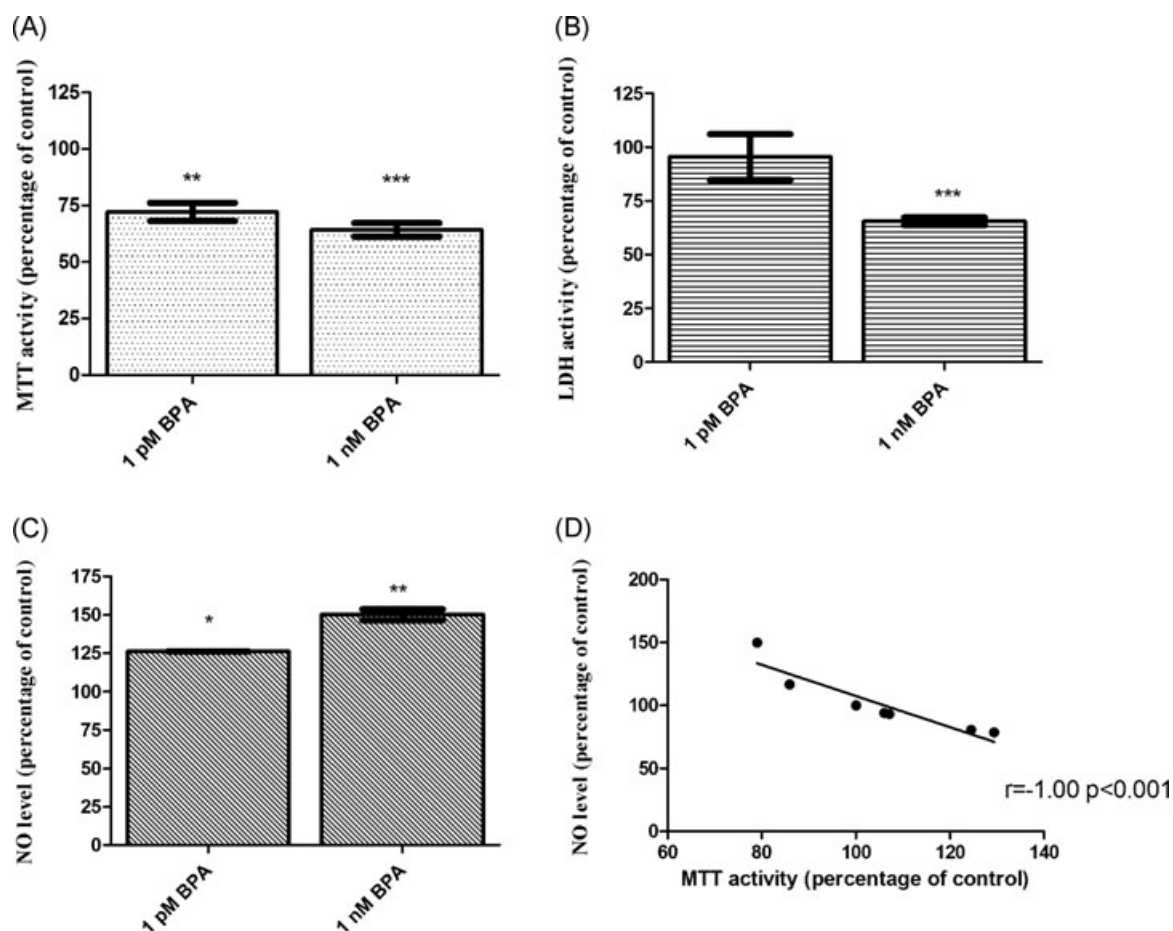 (A)
MTT activity (percentage of control)
125
100
75
50
25
0
**
***
1 pM BPA
1 nM BPA
(B)
LDH activity (percentage of control)
125
100
75
50
25
0
***
1 pM BPA
1 nM BPA
(C)
NO level (percentage of control)
175
150
125
100
75
50
25
0
*
**
1 pM BPA
1 nM BPA
(D)
NO level (percentage of control)
200
150
100
50
0
r=-1.00 p<0.001
60
80
100
120
140
MTT activity (percentage of control)